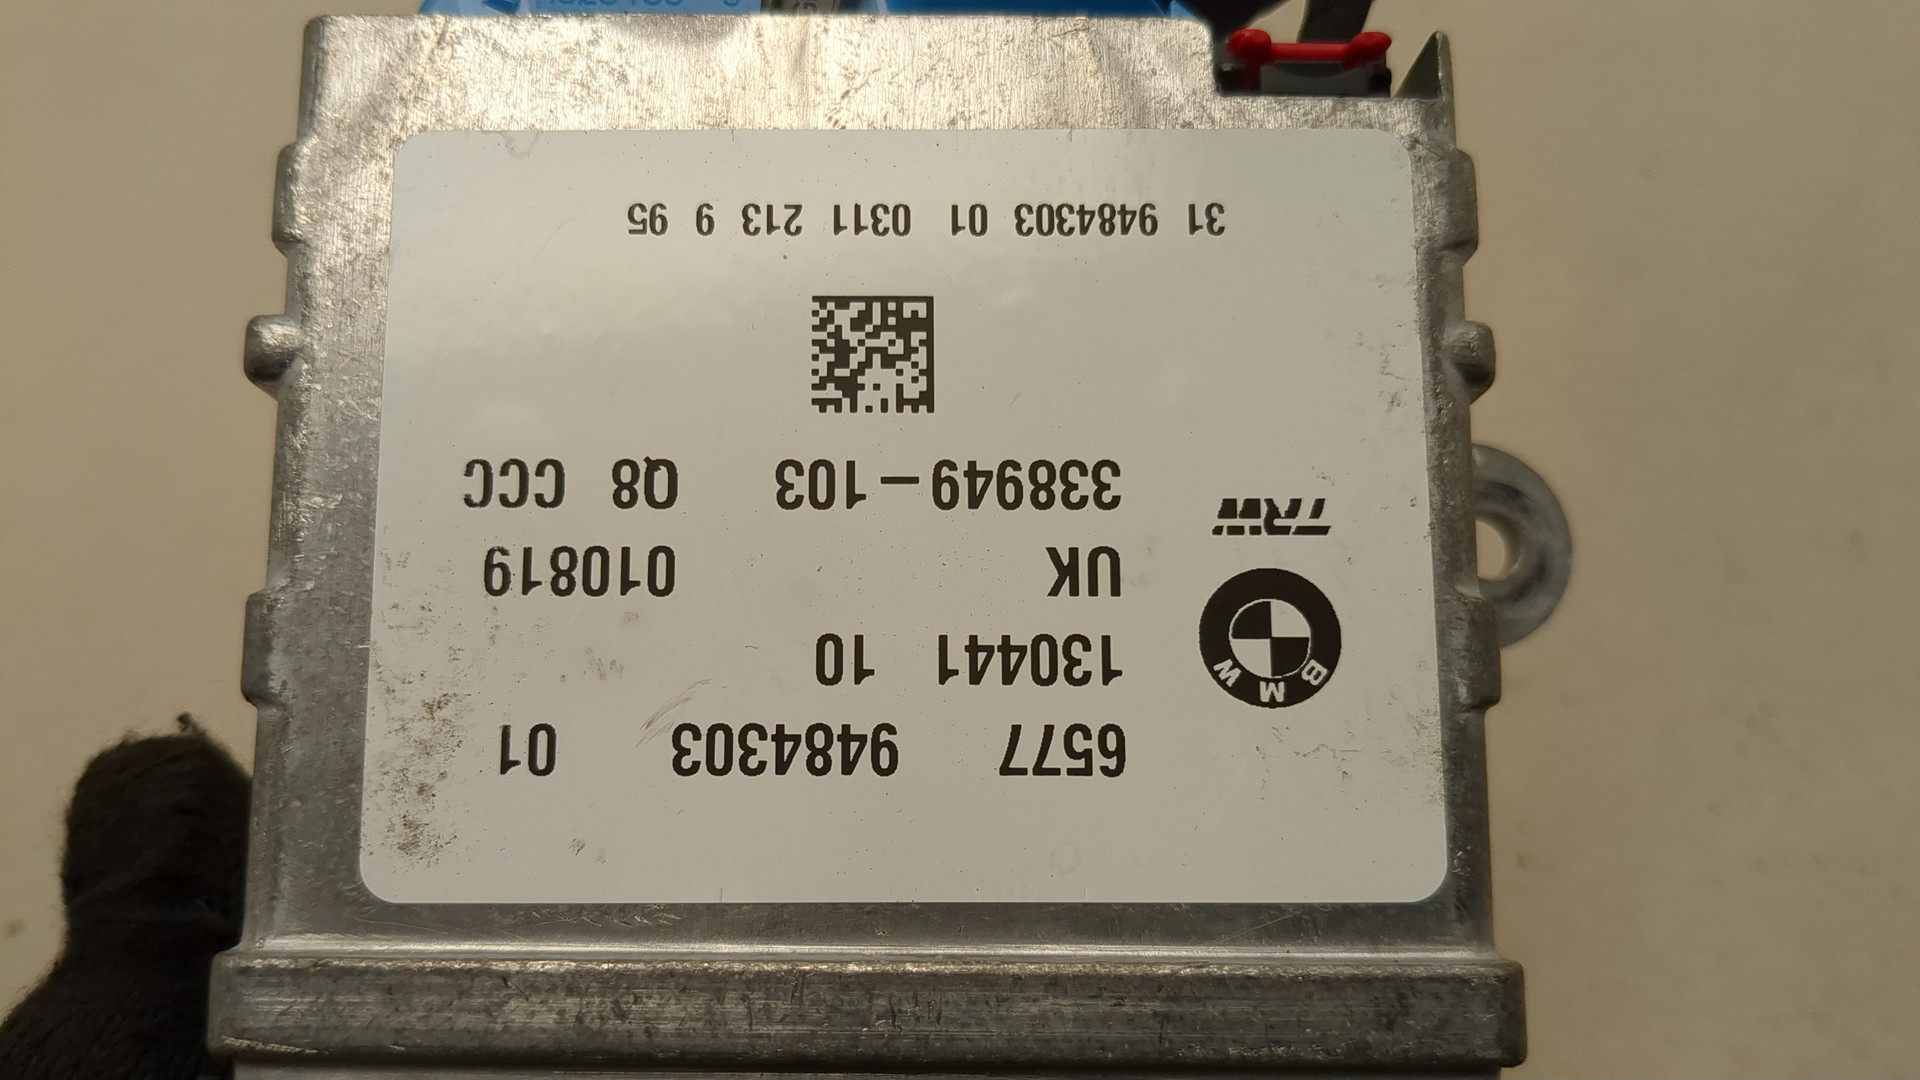 6577 9484303 01
130441 10
BMW
UK 010819
TRW
338949-103 Q8 CCC
31 9484303 01 0311 213 9 95